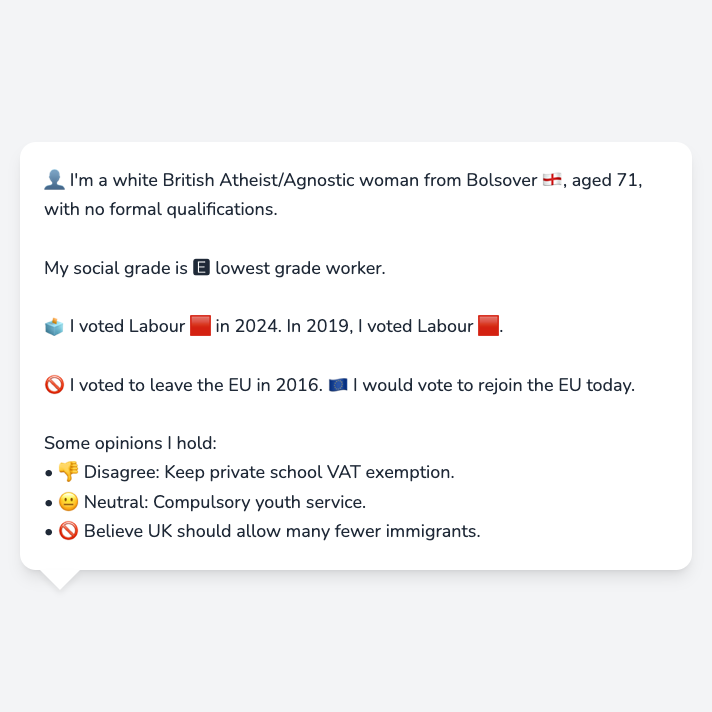 👤 I'm a white British Atheist/Agnostic woman from Bolsover 🏴󠁧󠁢󠁥󠁮󠁧󠁿, aged 71,
with no formal qualifications.
My social grade is 🅴 lowest grade worker.
🗳️ I voted Labour 🟥 in 2024. In 2019, I voted Labour 🟥.
🚫 I voted to leave the EU in 2016. 🇪🇺 I would vote to rejoin the EU today.
Some opinions I hold:
• 👎 Disagree: Keep private school VAT exemption.
• 😐 Neutral: Compulsory youth service.
• 🚫 Believe UK should allow many fewer immigrants.